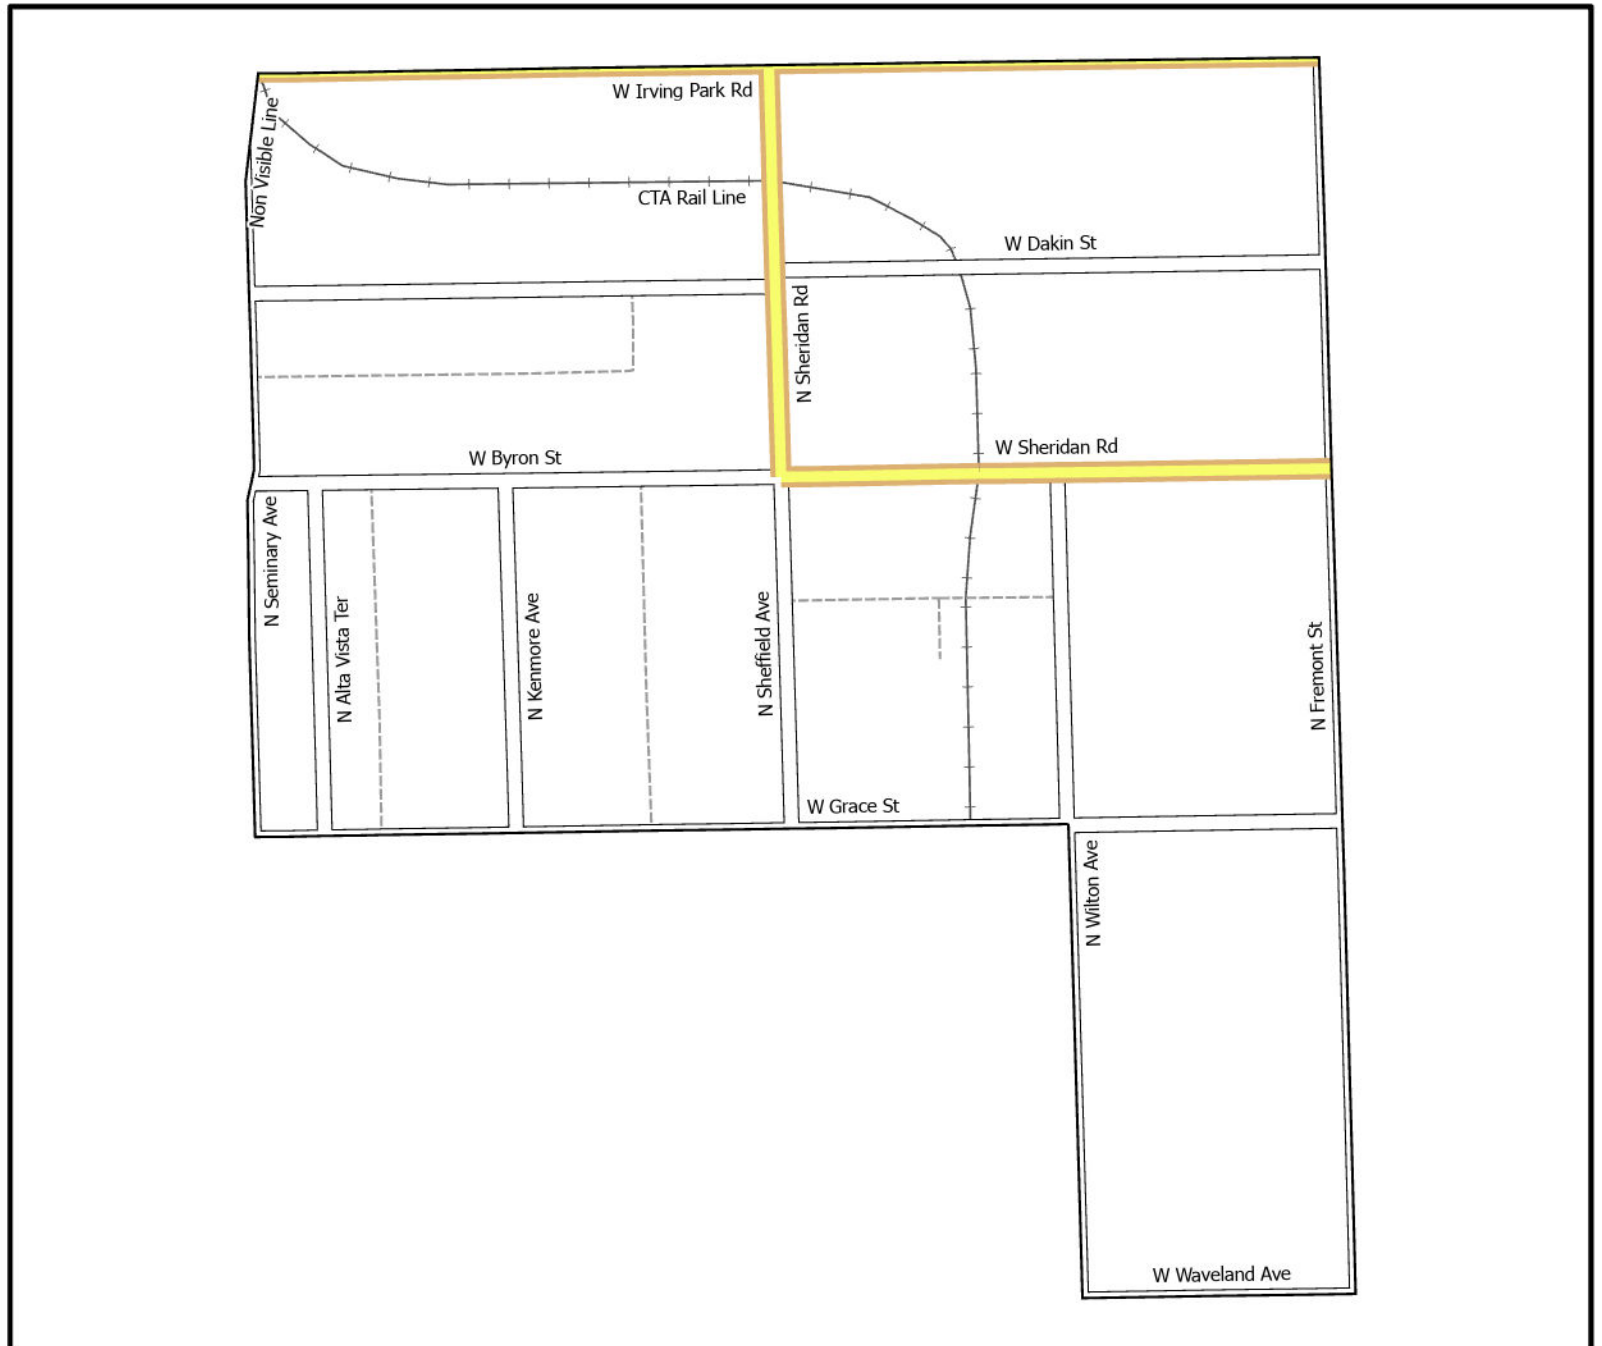 W Irving Park Rd
Non Visible Line
CTA Rail Line
W Dakin St
N Sheridan Rd
W Sheridan Rd
W Byron St
N Seminary Ave
N Alta Vista Ter
N Kenmore Ave
N Sheffield Ave
N Fremont St
W Grace St
N Wilton Ave
W Waveland Ave